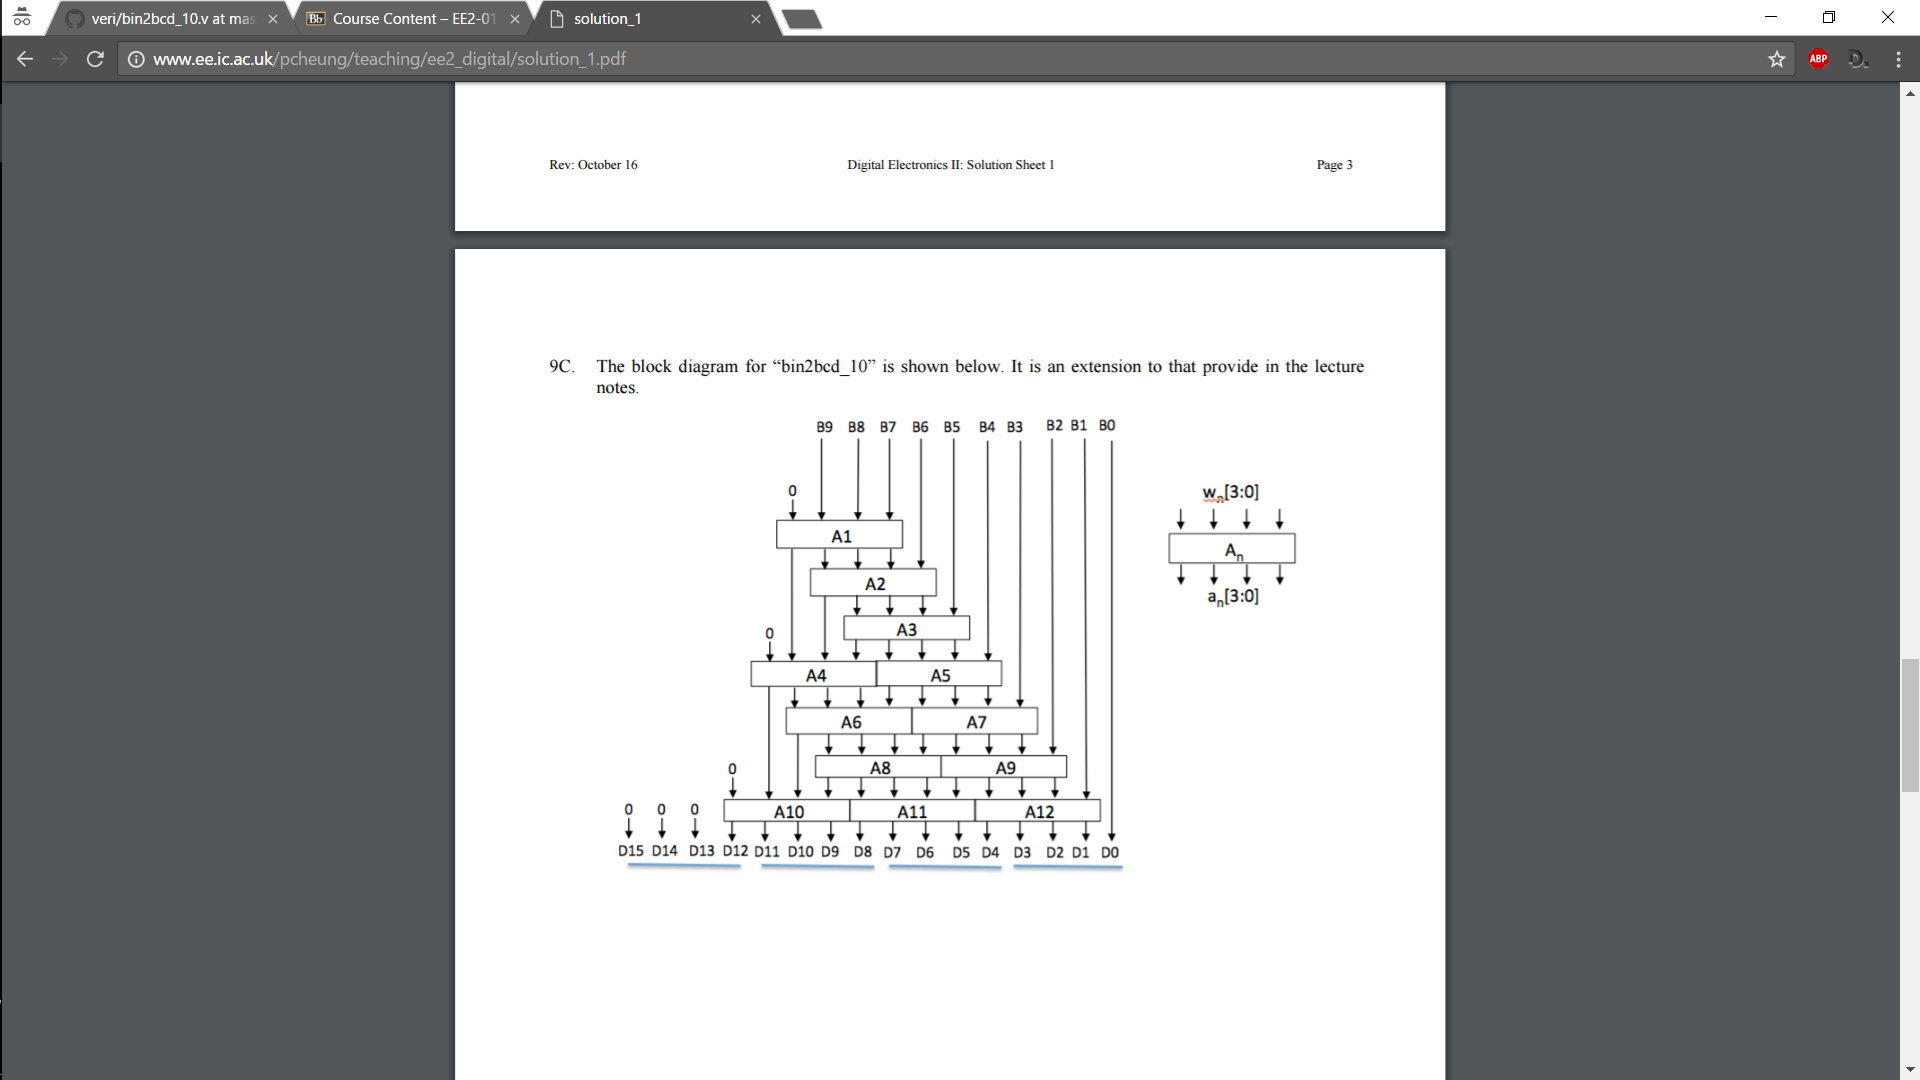 veri/bin2bcd_10.v at mas
Bb Course Content – EE2-01
solution_1
www.ee.ic.ac.uk/pcheung/teaching/ee2_digital/solution_1.pdf
ABP
Rev: October 16 Digital Electronics II: Solution Sheet 1 Page 3
9C. The block diagram for “bin2bcd_10” is shown below. It is an extension to that provide in the lecture
notes.
B9 B8 B7 B6 B5 B4 B3 B2 B1 B0
0
wn[3:0]
A1
An
A2
an[3:0]
A3
0
A4 A5
A6 A7
0
A8 A9
0 0 0
A10 A11 A12
D15 D14 D13 D12 D11 D10 D9 D8 D7 D6 D5 D4 D3 D2 D1 D0